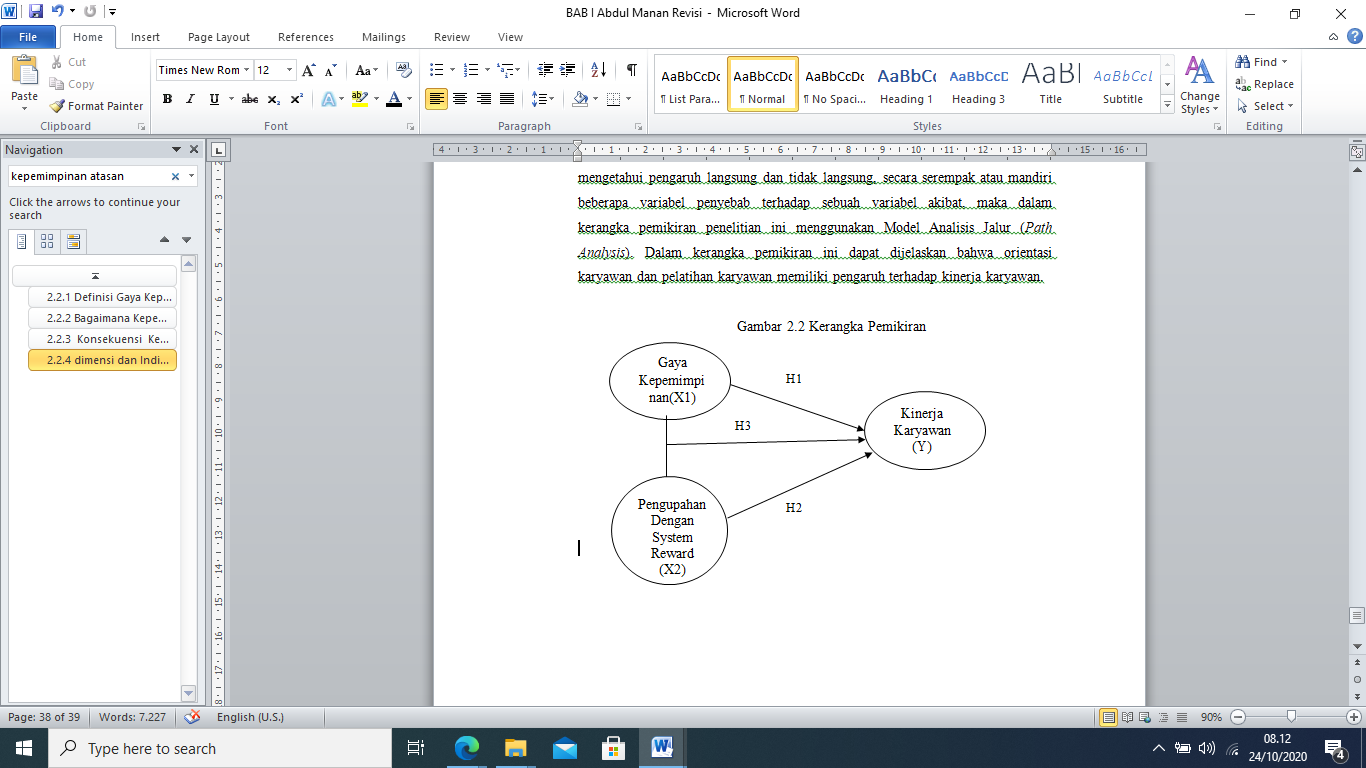 BAB I Abdul Manan Revisi - Microsoft Word
File Home Insert Page Layout References Mailings Review View
Paste
Cut
Copy
Format Painter
Clipboard
Times New Rom 12
Font
Paragraph
AaBbCcDc AaBbCcDc AaBbCcDc AaBbCc AaBbCcD AaBl AaBbCcL
¶ List Para... ¶ Normal ¶ No Spaci... Heading 1 Heading 3 Title Subtitle
Styles
Change
Styles
Find
Replace
Select
Editing
Navigation
kepemimpinan atasan
Click the arrows to continue your
search
2.2.1 Definisi Gaya Kep...
2.2.2 Bagaimana Kepe...
2.2.3 Konsekuensi Ke...
2.2.4 dimensi dan Indi...
mengetahui pengaruh langsung dan tidak langsung, secara serempak atau mandiri
beberapa variabel penyebab terhadap sebuah variabel akibat, maka dalam
kerangka pemikiran penelitian ini menggunakan Model Analisis Jalur (Path
Analysis). Dalam kerangka pemikiran ini dapat dijelaskan bahwa orientasi
karyawan dan pelatihan karyawan memiliki pengaruh terhadap kinerja karyawan.
Gambar 2.2 Kerangka Pemikiran
Gaya
Kepemimpi
nan(X1)
H1
Kinerja
Karyawan
(Y)
H3
Pengupahan
Dengan
System
Reward
(X2)
H2
Page: 38 of 39 Words: 7.227 English (U.S.) 90%
Type here to search
08.12
24/10/2020
4